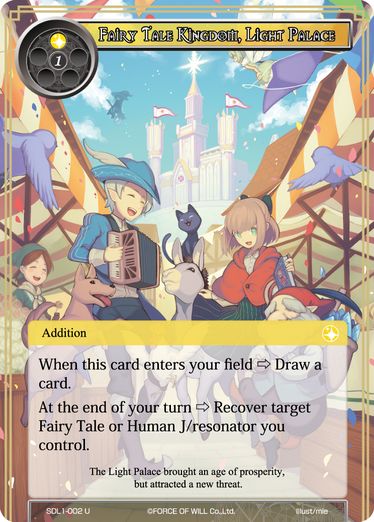 Fairy Tale Kingdom, Light Palace
1
Addition
When this card enters your field ⇨ Draw a
card.
At the end of your turn ⇨ Recover target
Fairy Tale or Human J/resonator you
control.
The Light Palace brought an age of prosperity,
but attracted a new threat.
SDL1-002 U ©FORCE OF WILL Co.,Ltd. Illust/mle